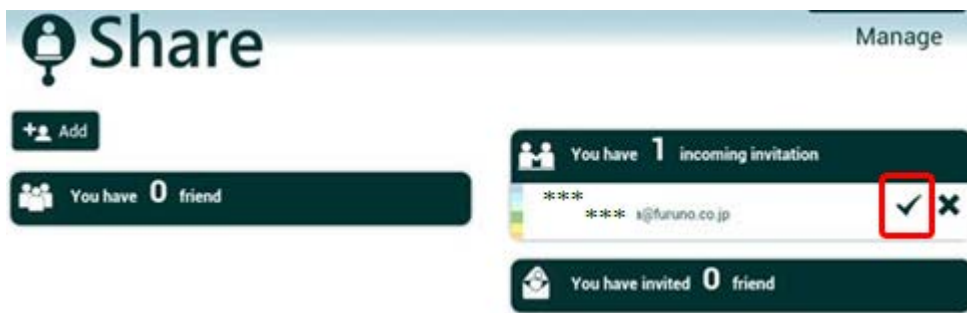 Share
Manage
Add
You have 0 friend
You have 1 incoming invitation
***
*** @furuno.co.jp
You have invited 0 friend